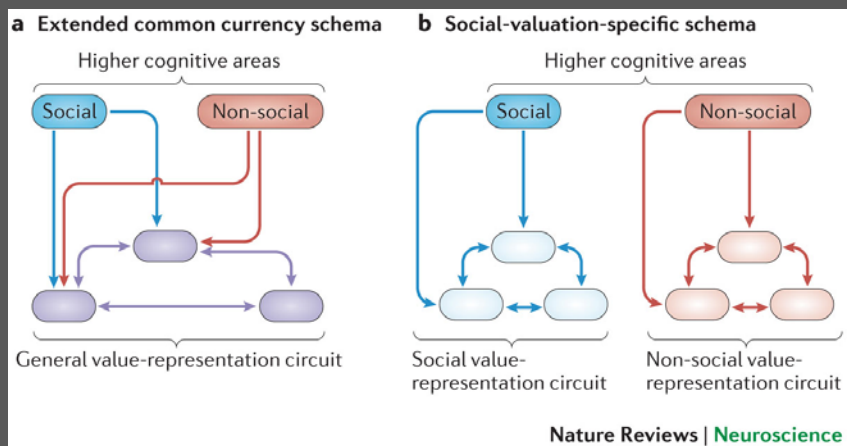 a Extended common currency schema
Higher cognitive areas
Social
Non-social
General value-representation circuit
b Social-valuation-specific schema
Higher cognitive areas
Social
Non-social
Social value-
representation circuit
Non-social value-
representation circuit
Nature Reviews | Neuroscience